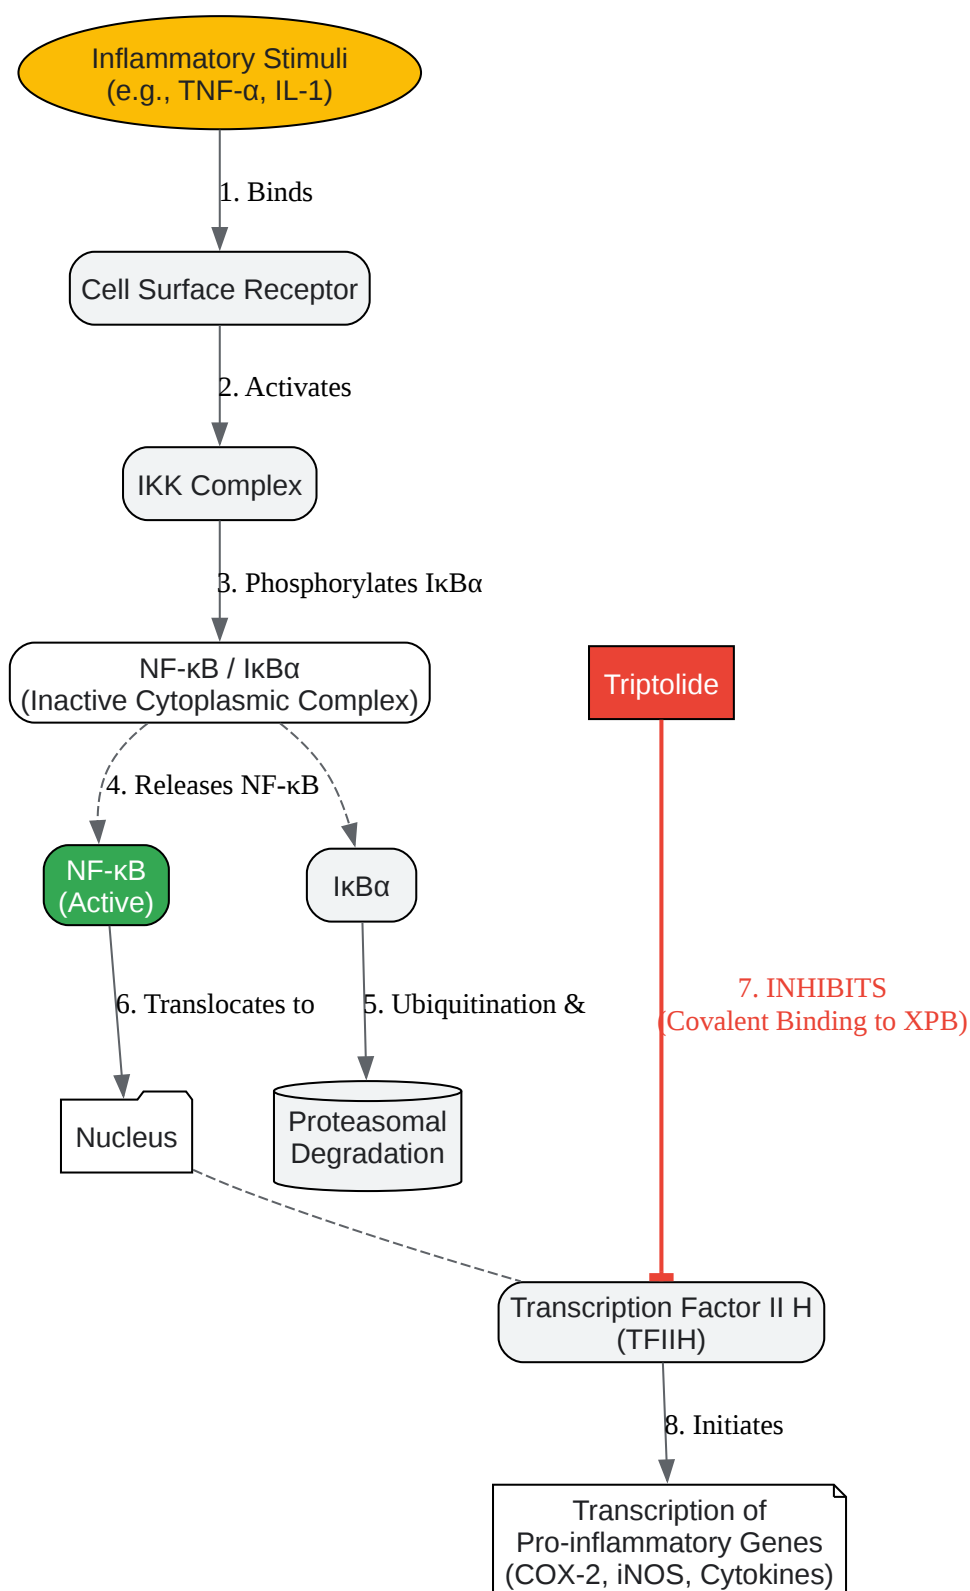 Inflammatory Stimuli
(e.g., TNF-α, IL-1)
1. Binds
Cell Surface Receptor
2. Activates
IKK Complex
3. Phosphorylates IκBα
NF-κB / IκBα
(Inactive Cytoplasmic Complex)
Triptolide
4. Releases NF-κB
NF-κB
(Active)
IκBα
6. Translocates to
5. Ubiquitination &
7. INHIBITS
(Covalent Binding to XPB)
Nucleus
Proteasomal
Degradation
Transcription Factor II H
(TFIIH)
8. Initiates
Transcription of
Pro-inflammatory Genes
(COX-2, iNOS, Cytokines)